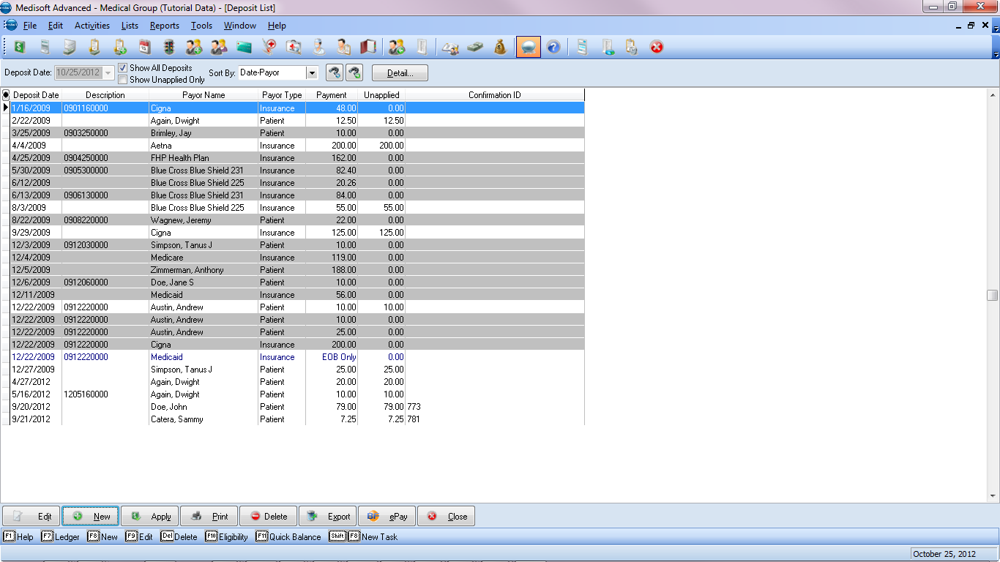 Medisoft Advanced - Medical Group (Tutorial Data) - [Deposit List]
File Edit Activities Lists Reports Tools Window Help
Deposit Date: 10/25/2012 Show All Deposits Show Unapplied Only Sort By: Date-Payor Detail...
Deposit Date Description Payor Name Payor Type Payment Unapplied Confirmation ID
1/16/2009 0901160000 Cigna Insurance 48.00 0.00
2/22/2009 Again, Dwight Patient 12.50 12.50
3/25/2009 0903250000 Brimley, Jay Patient 10.00 0.00
4/4/2009 Aetna Insurance 200.00 200.00
4/25/2009 0904250000 FHP Health Plan Insurance 162.00 0.00
5/30/2009 0905300000 Blue Cross Blue Shield 231 Insurance 82.40 0.00
6/12/2009 Blue Cross Blue Shield 225 Insurance 20.26 0.00
6/13/2009 0906130000 Blue Cross Blue Shield 231 Insurance 84.00 0.00
8/3/2009 Blue Cross Blue Shield 225 Insurance 55.00 55.00
8/22/2009 0908220000 Wagnew, Jeremy Patient 22.00 0.00
9/29/2009 Cigna Insurance 125.00 125.00
12/3/2009 0912030000 Simpson, Tanus J Patient 10.00 0.00
12/4/2009 Medicare Insurance 119.00 0.00
12/5/2009 Zimmerman, Anthony Patient 188.00 0.00
12/6/2009 0912060000 Doe, Jane S Patient 10.00 0.00
12/11/2009 Medicaid Insurance 56.00 0.00
12/22/2009 0912220000 Austin, Andrew Patient 10.00 10.00
12/22/2009 0912220000 Austin, Andrew Patient 10.00 0.00
12/22/2009 0912220000 Austin, Andrew Patient 25.00 0.00
12/22/2009 0912220000 Cigna Insurance 200.00 0.00
12/22/2009 0912220000 Medicaid Insurance EOB Only 0.00
12/27/2009 Simpson, Tanus J Patient 25.00 25.00
4/27/2012 Again, Dwight Patient 20.00 20.00
5/16/2012 1205160000 Again, Dwight Patient 10.00 10.00
9/20/2012 Doe, John Patient 79.00 79.00 773
9/21/2012 Catera, Sammy Patient 7.25 7.25 781
Edit New Apply Print Delete Export ePay Close
F1 Help F7 Ledger F8 New F9 Edit Del Delete F10 Eligibility F11 Quick Balance Shift F8 New Task
October 25, 2012